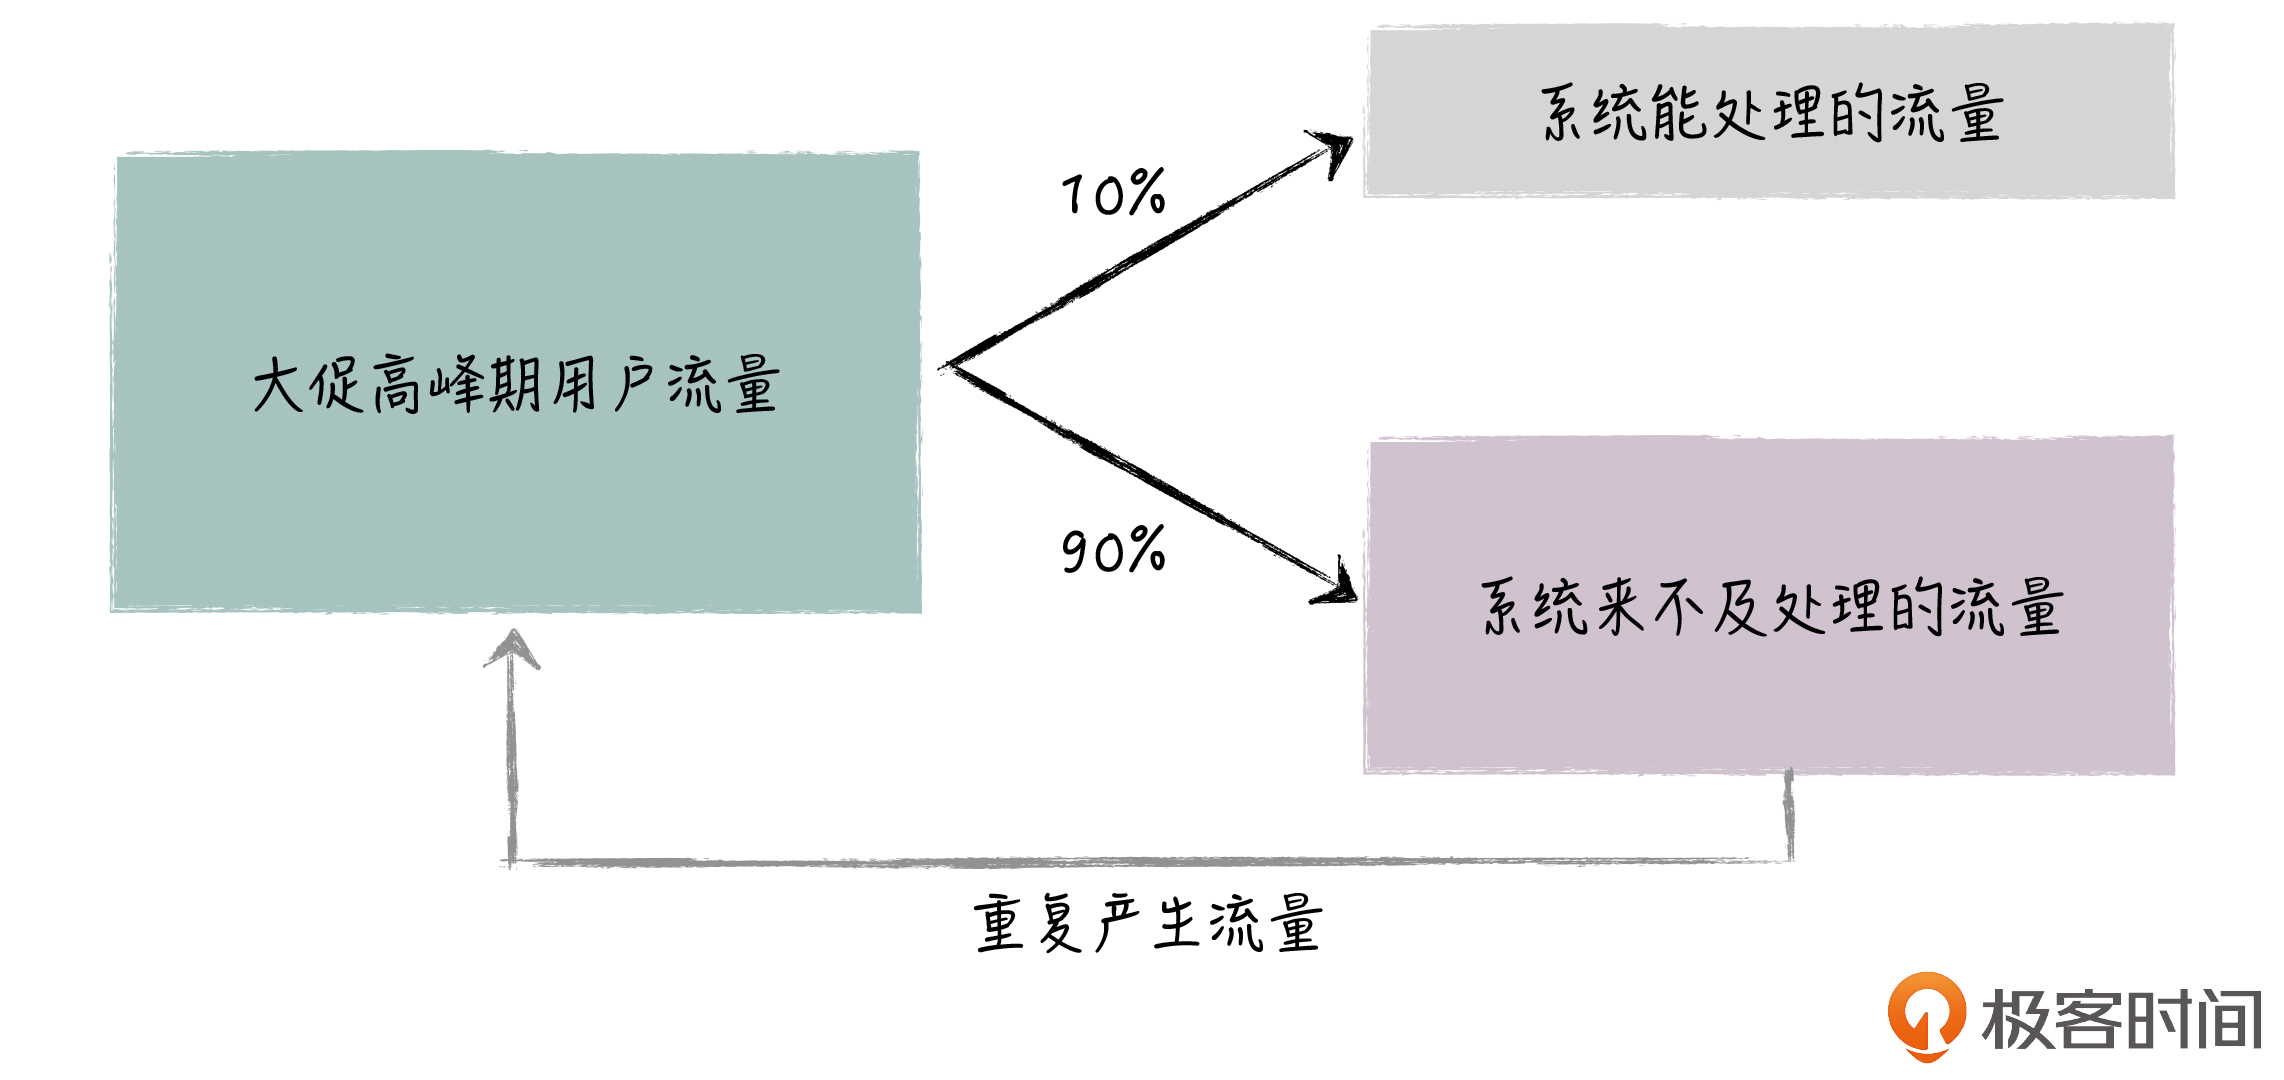 系统能处理的流量
10%
大促高峰期用户流量
90%
系统来不及处理的流量
重复产生流量
极客时间